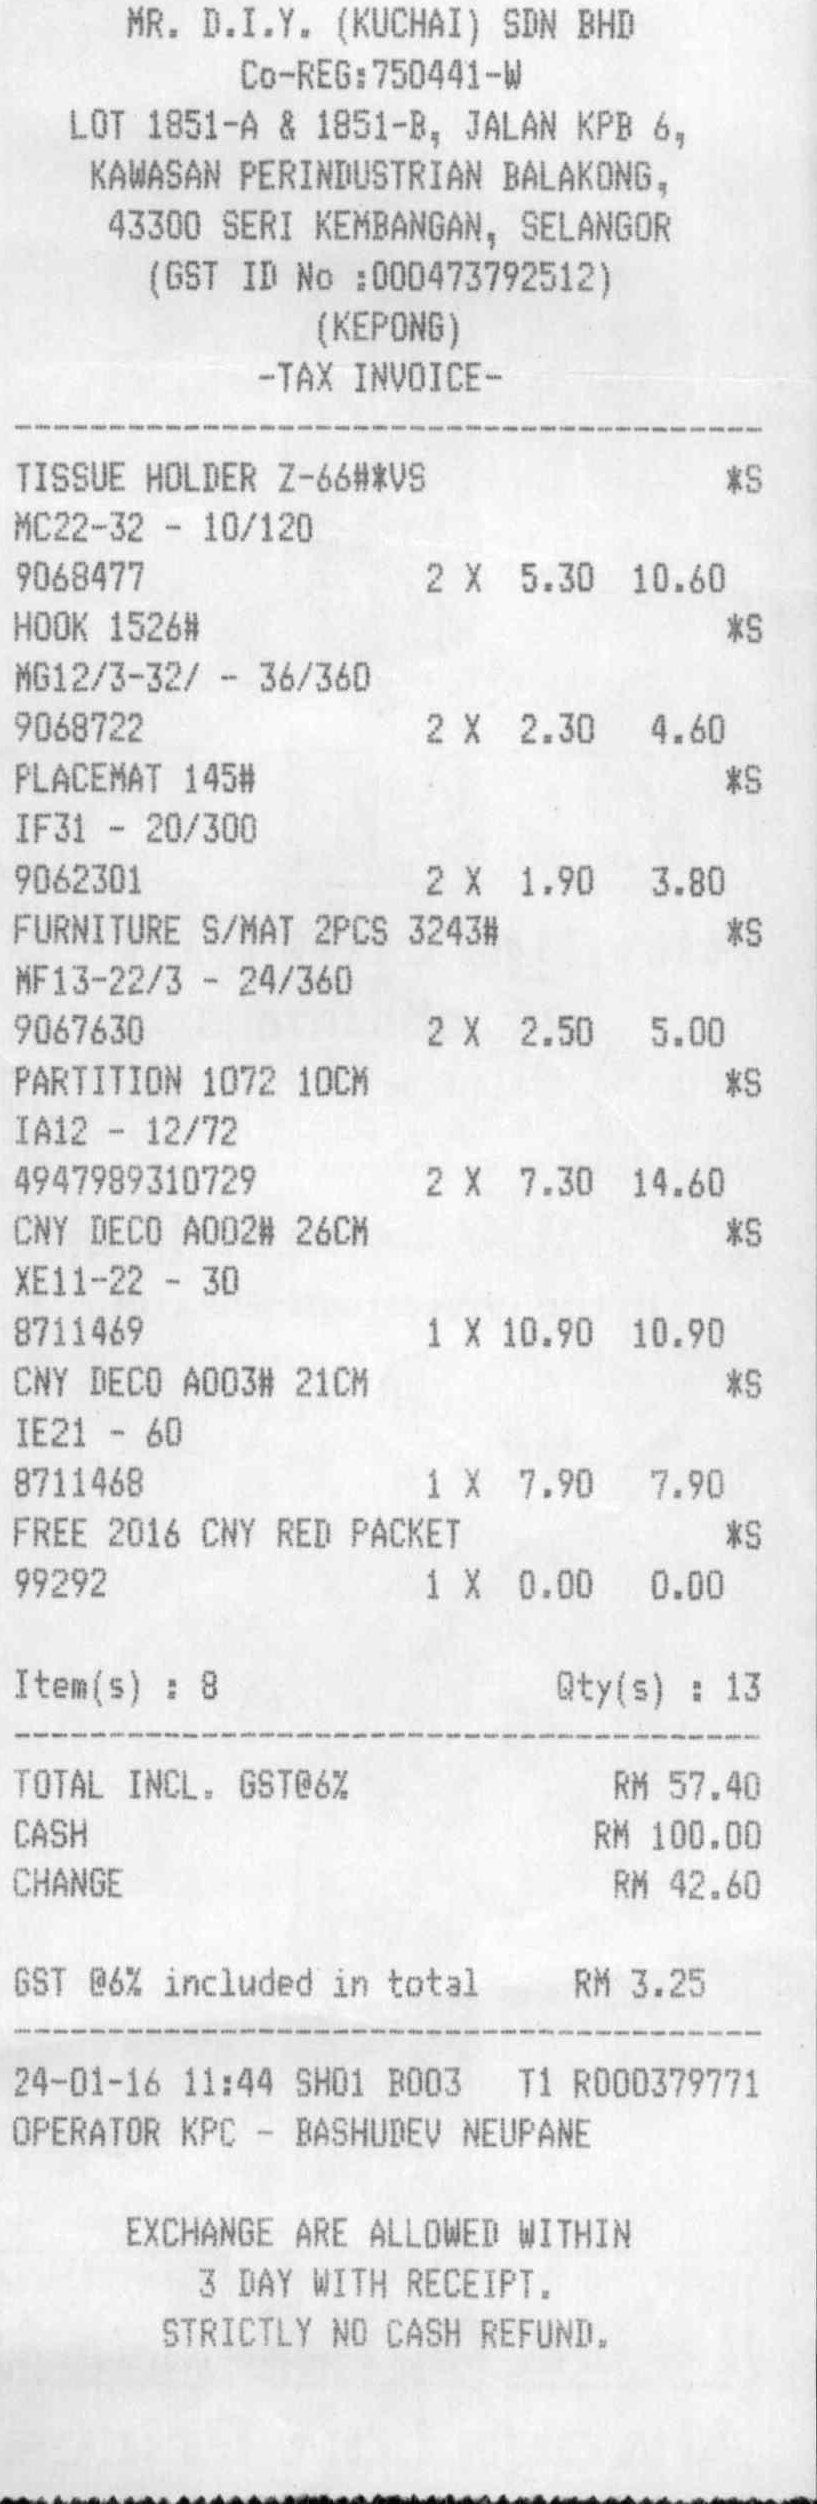 MR. D.I.Y. (KUCHAI) SDN BHD
Co-REG:750441-W
LOT 1851-A & 1851-B, JALAN KPB 6,
KAWASAN PERINDUSTRIAN BALAKONG,
43300 SERI KEMBANGAN, SELANGOR
(GST ID No :000473792512)
(KEPONG)
-TAX INVOICE-
TISSUE HOLDER Z-66#*VS *S
MC22-32 - 10/120
9068477 2 X 5.30 10.60
HOOK 1526# *S
MG12/3-32/ - 36/360
9068722 2 X 2.30 4.60
PLACEMAT 145# *S
IF31 - 20/300
9062301 2 X 1.90 3.80
FURNITURE S/MAT 2PCS 3243# *S
MF13-22/3 - 24/360
9067630 2 X 2.50 5.00
PARTITION 1072 10CM *S
IA12 - 12/72
4947989310729 2 X 7.30 14.60
CNY DECO A002# 26CM *S
XE11-22 - 30
8711469 1 X 10.90 10.90
CNY DECO A003# 21CM *S
IE21 - 60
8711468 1 X 7.90 7.90
FREE 2016 CNY RED PACKET *S
99292 1 X 0.00 0.00
Item(s) : 8 Qty(s) : 13
TOTAL INCL. GST@6% RM 57.40
CASH RM 100.00
CHANGE RM 42.60
GST @6% included in total RM 3.25
24-01-16 11:44 SH01 B003 T1 R000379771
OPERATOR KPC - BASHUDEV NEUPANE
EXCHANGE ARE ALLOWED WITHIN
3 DAY WITH RECEIPT.
STRICTLY NO CASH REFUND.